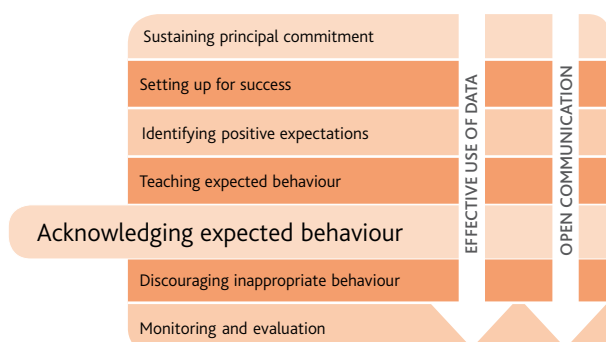 Sustaining principal commitment
Setting up for success
Identifying positive expectations
Teaching expected behaviour
Acknowledging expected behaviour
Discouraging inappropriate behaviour
Monitoring and evaluation
EFFECTIVE USE OF DATA
OPEN COMMUNICATION